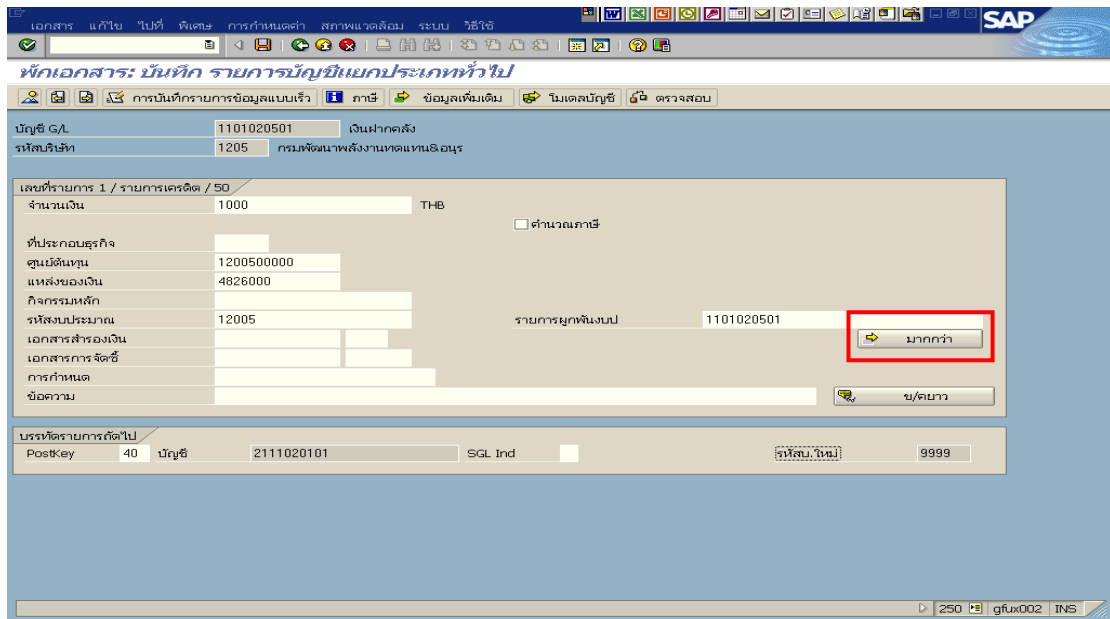 เอกสาร แก้ไข ไปที่ พิเศษ การกำหนดค่า สภาพแวดล้อม ระบบ วิธีใช้
SAP
พักเอกสาร: บันทึก รายการบัญชีแยกประเภททั่วไป
การบันทึกรายการข้อมูลแบบเร็ว ภาษี ข้อมูลเพิ่มเติม โมเดลบัญชี ตรวจสอบ
บัญชี G/L 1101020501 เงินฝากคลัง
รหัสบริษัท 1205 กรมพัฒนาพลังงานทดแทน&อนุร
เลขที่รายการ 1 / รายการเครดิต / 50
จำนวนเงิน 1000 THB
คำนวณภาษี
ที่ประกอบธุรกิจ
ศูนย์ต้นทุน 1200500000
แหล่งของเงิน 4826000
กิจกรรมหลัก
รหัสงบประมาณ 12005 รายการผูกพันงบป 1101020501
เอกสารสำรองเงิน มากกว่า
เอกสารการจัดซื้
การกำหนด
ข้อความ ข/คยาว
บรรทัดรายการถัดไป
PostKey 40 บัญชี 2111020101 SGL Ind รหัสบ.ใหม่ 9999
250 gfux002 INS